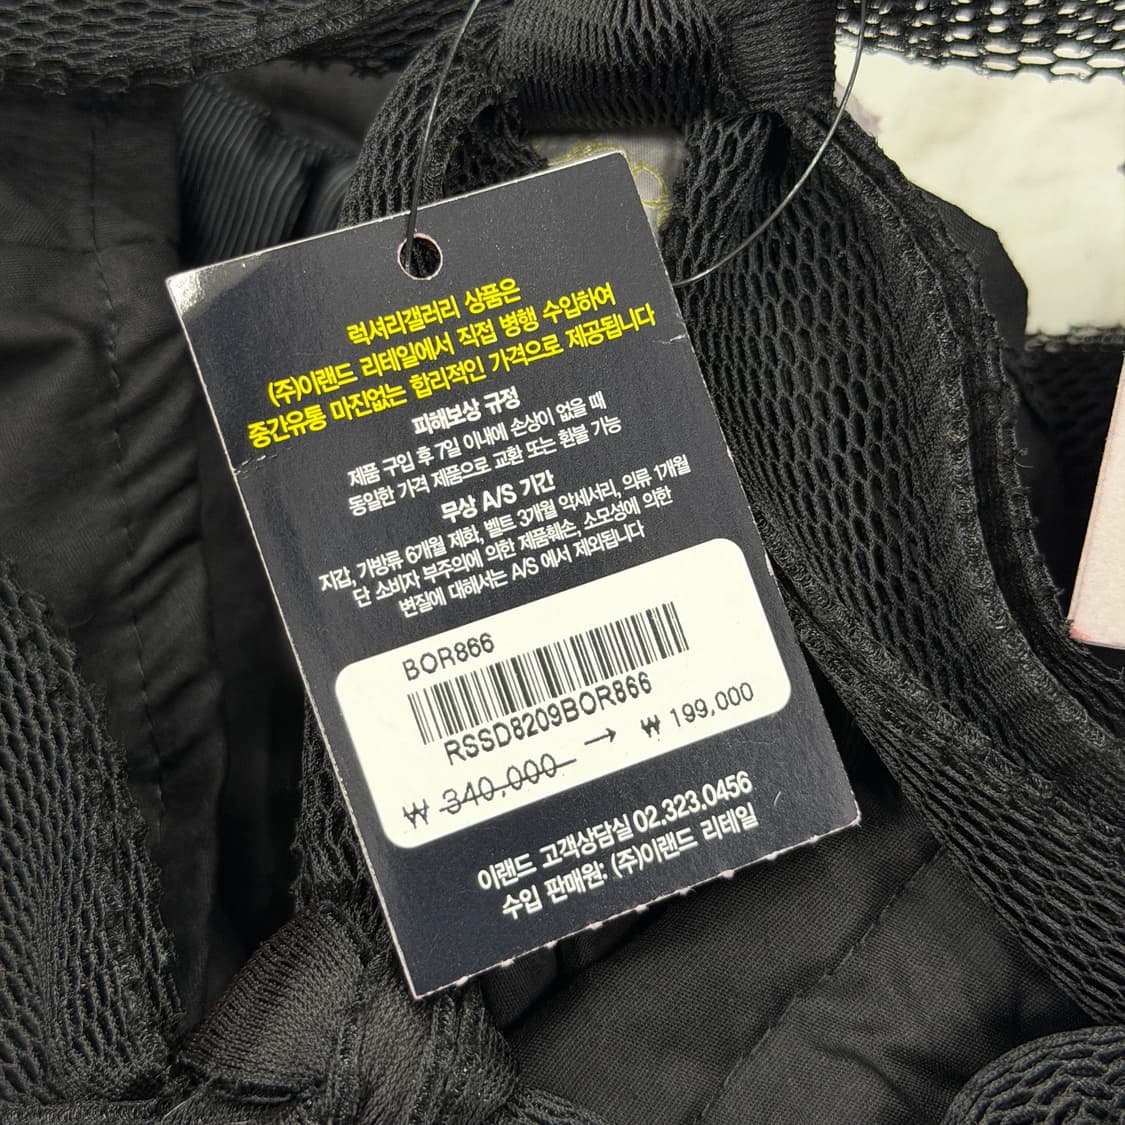 럭셔리갤러리 상품은
(주)이랜드 리테일에서 직접 병행 수입하여
중간유통 마진없는 합리적인 가격으로 제공됩니다
피해보상 규정
제품 구입 후 7일 이내에 손상이 없을 때
동일한 가격 제품으로 교환 또는 환불 가능
무상 A/S 기간
지갑, 가방류 6개월 제화, 벨트 3개월 악세서리, 의류 1개월
단 소비자 부주의에 의한 제품훼손, 소모성에 의한
변질에 대해서는 A/S 에서 제외됩니다
BOR866
RSSD8209BOR866
₩ 340,000 → ₩ 199,000
이랜드 고객상담실 02.323.0456
수입 판매원: (주)이랜드 리테일